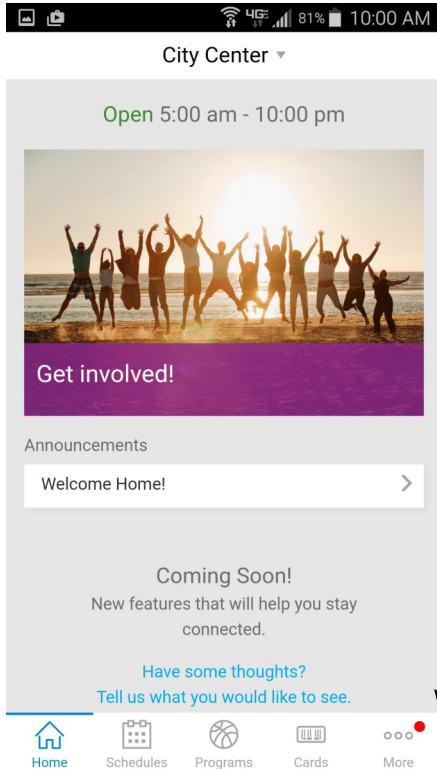 4G 81% 10:00 AM
City Center
Open 5:00 am - 10:00 pm
Get involved!
Announcements
Welcome Home!
Coming Soon!
New features that will help you stay
connected.
Have some thoughts?
Tell us what you would like to see.
Home Schedules Programs Cards More